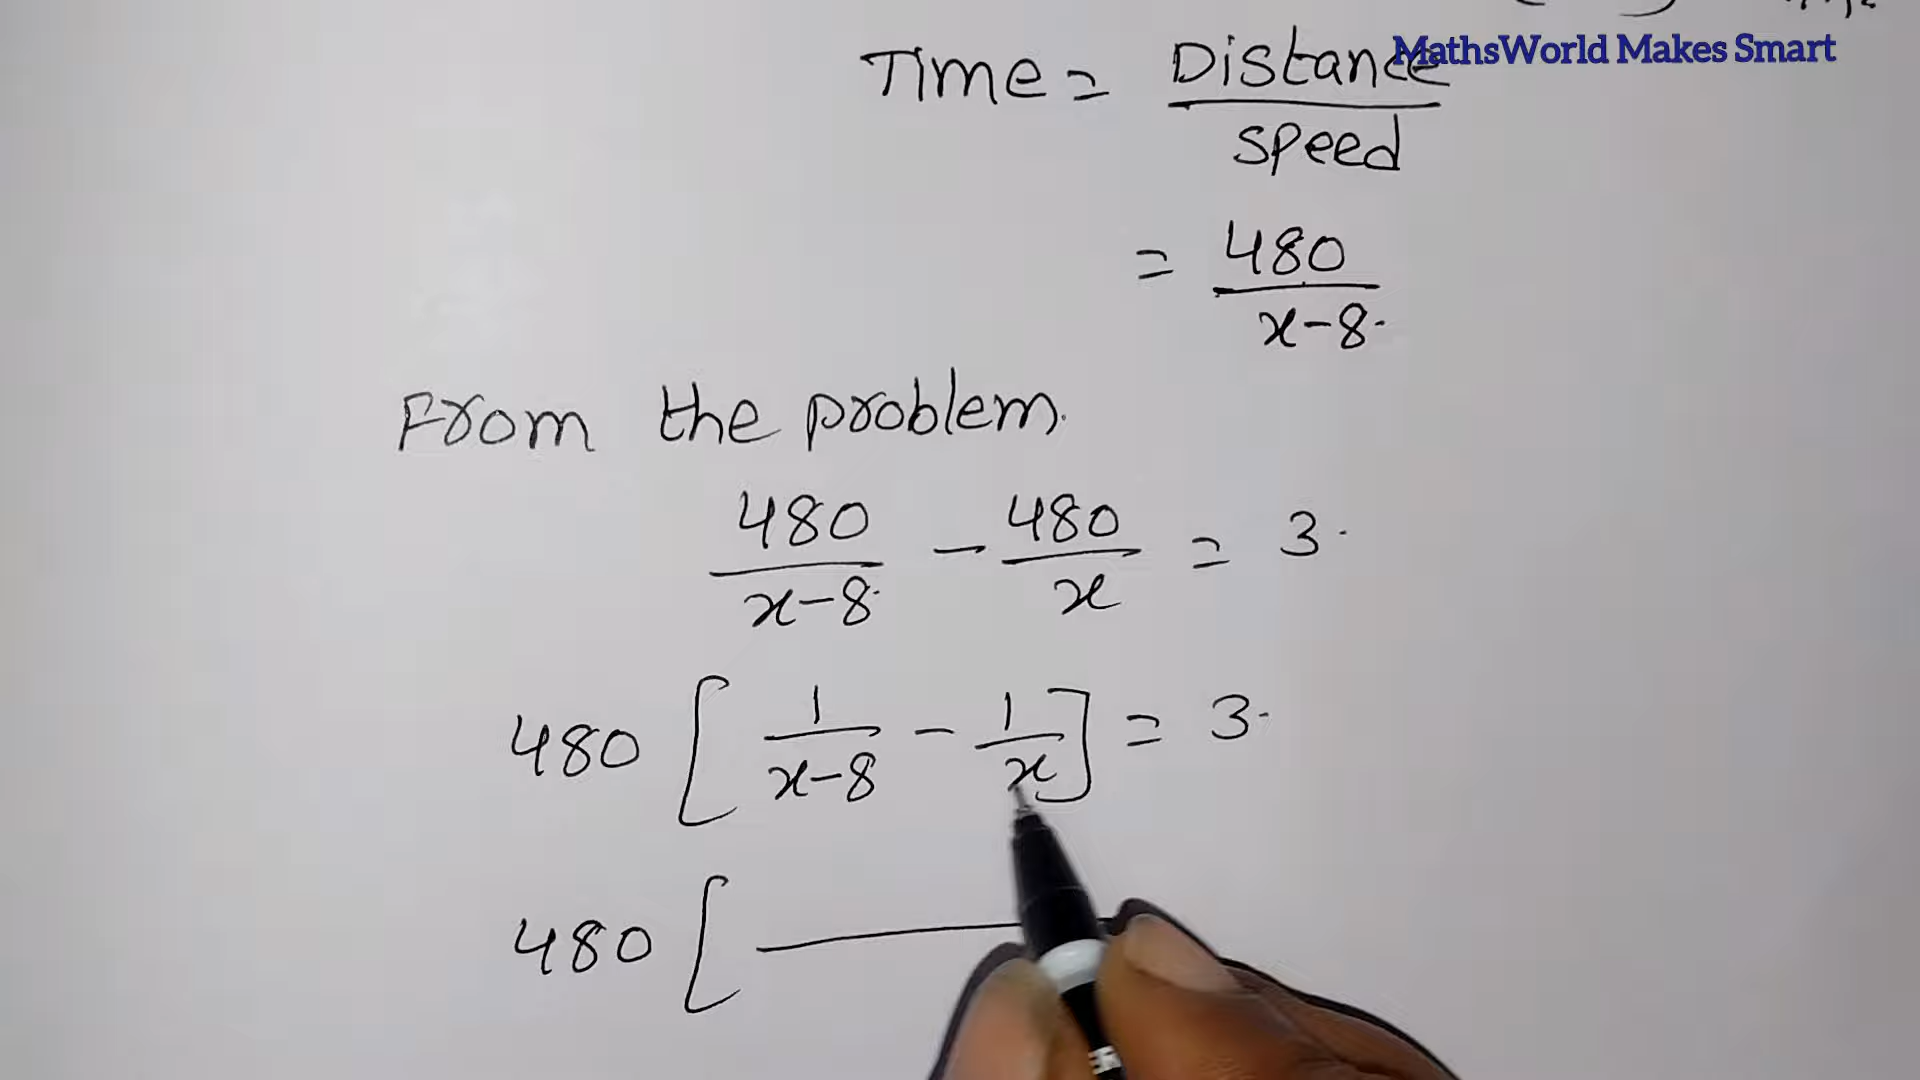 MathsWorld Makes Smart
Time = Distance / speed
= 480 / x-8.
From the problem.
480 / x-8. - 480 / x = 3.
480 [ 1 / x-8 - 1 / x ] = 3.
480 [